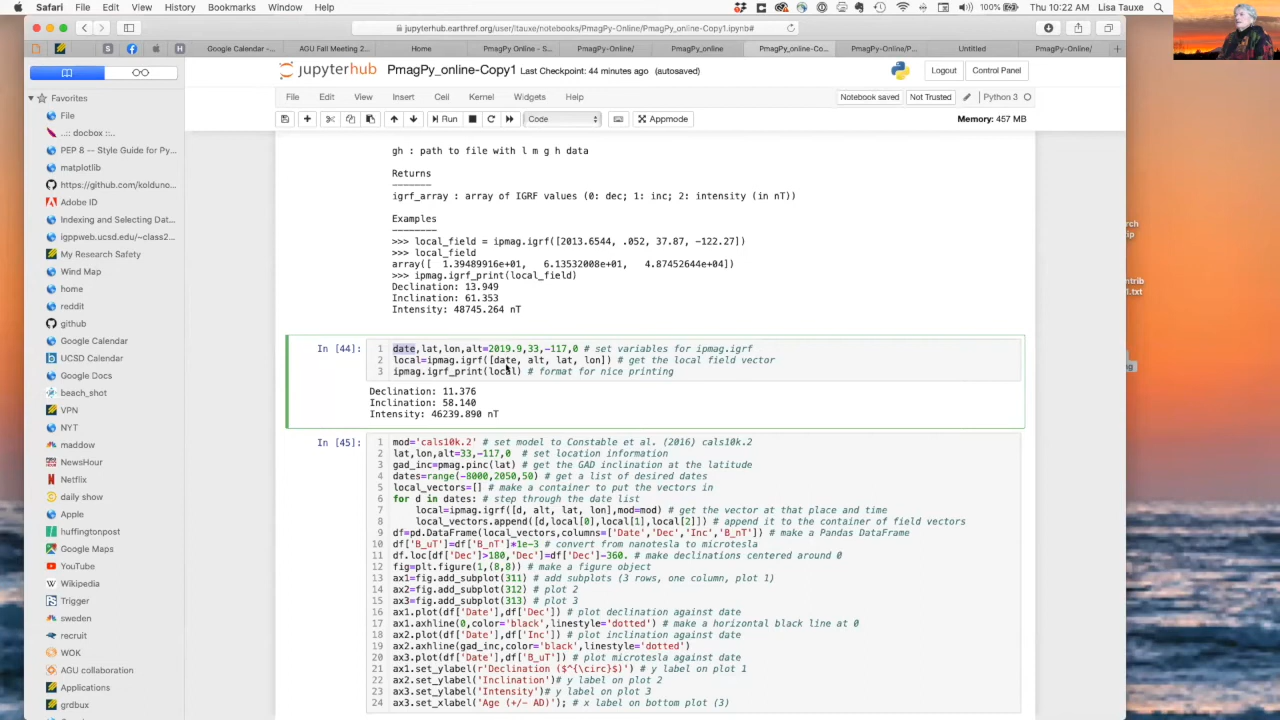 Safari File Edit View History Bookmarks Window Help 100% Thu 10:22 AM Lisa Tauxe
jupyterhub.earthref.org/user/ltauxe/notebooks/PmagPy-Online/PmagPy_online-Copy1.ipynb#
Google Calendar -... AGU Fall Meeting 2... Home PmagPy Online - S... PmagPy-Online/ PmagPy_online PmagPy_online-Co... PmagPy-Online/P... Untitled PmagPy-Online/
jupyterhub PmagPy_online-Copy1 Last Checkpoint: 44 minutes ago (autosaved) Logout Control Panel
File Edit View Insert Cell Kernel Widgets Help Notebook saved Not Trusted Python 3
Run Code Appmode Memory: 457 MB
Favorites
File
..:: docbox ::..
PEP 8 -- Style Guide for Py...
matplotlib
https://github.com/kolduno...
Adobe ID
Indexing and Selecting Dat...
igppweb.ucsd.edu/~class2...
My Research Safety
Wind Map
home
reddit
github
Google Calendar
UCSD Calendar
Google Docs
beach_shot
VPN
NYT
maddow
NewsHour
Netflix
daily show
Apple
huffingtonpost
Google Maps
YouTube
Wikipedia
Trigger
sweden
recruit
WOK
AGU collaboration
Applications
grdbux
gh : path to file with l m g h data
Returns
-------
igrf_array : array of IGRF values (0: dec; 1: inc; 2: intensity (in nT))
Examples
--------
>>> local_field = ipmag.igrf([2013.6544, .052, 37.87, -122.27])
>>> local_field
array([ 1.39489916e+01, 6.13532008e+01, 4.87452644e+04])
>>> ipmag.igrf_print(local_field)
Declination: 13.949
Inclination: 61.353
Intensity: 48745.264 nT
In [44]:
1 date,lat,lon,alt=2019.9,33,-117,0 # set variables for ipmag.igrf
2 local=ipmag.igrf([date, alt, lat, lon]) # get the local field vector
3 ipmag.igrf_print(local) # format for nice printing
Declination: 11.376
Inclination: 58.140
Intensity: 46239.890 nT
In [45]:
1 mod='cals10k.2' # set model to Constable et al. (2016) cals10k.2
2 lat,lon,alt=33,-117,0 # set location information
3 gad_inc=pmag.pinc(lat) # get the GAD inclination at the latitude
4 dates=range(-8000,2050,50) # get a list of desired dates
5 local_vectors=[] # make a container to put the vectors in
6 for d in dates: # step through the date list
7 local=ipmag.igrf([d, alt, lat, lon],mod=mod) # get the vector at that place and time
8 local_vectors.append([d,local[0],local[1],local[2]]) # append it to the container of field vectors
9 df=pd.DataFrame(local_vectors,columns=['Date','Dec','Inc','B_nT']) # make a Pandas DataFrame
10 df['B_uT']=df['B_nT']*1e-3 # convert from nanotesla to microtesla
11 df.loc[df['Dec']>180,'Dec']=df['Dec']-360. # make declinations centered around 0
12 fig=plt.figure(1,(8,8)) # make a figure object
13 ax1=fig.add_subplot(311) # add subplots (3 rows, one column, plot 1)
14 ax2=fig.add_subplot(312) # plot 2
15 ax3=fig.add_subplot(313) # plot 3
16 ax1.plot(df['Date'],df['Dec']) # plot declination against date
17 ax1.axhline(0,color='black',linestyle='dotted') # make a horizontal black line at 0
18 ax2.plot(df['Date'],df['Inc']) # plot inclination against date
19 ax2.axhline(gad_inc,color='black',linestyle='dotted')
20 ax3.plot(df['Date'],df['B_uT']) # plot microtesla against date
21 ax1.set_ylabel(r'Declination ($^{\circ}$)') # y label on plot 1
22 ax2.set_ylabel('Inclination')# y label on plot 2
23 ax3.set_ylabel('Intensity')# y label on plot 3
24 ax3.set_xlabel('Age (+/- AD)'); # x label on bottom plot (3)